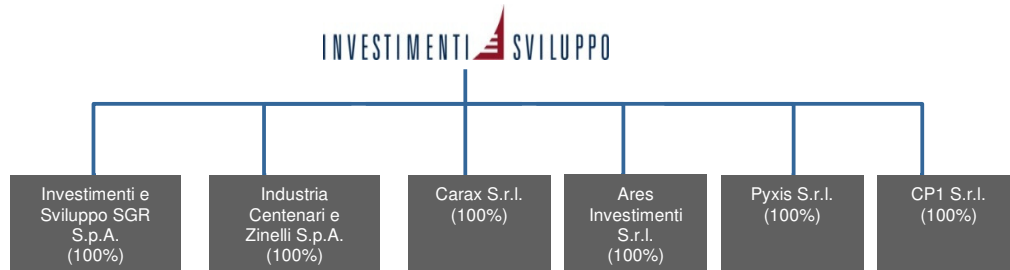 INVESTIMENTI SVILUPPO
Investimenti e
Sviluppo SGR
S.p.A.
(100%)
Industria
Centenari e
Zinelli S.p.A.
(100%)
Carax S.r.l.
(100%)
Ares
Investimenti
S.r.l.
(100%)
Pyxis S.r.l.
(100%)
CP1 S.r.l.
(100%)